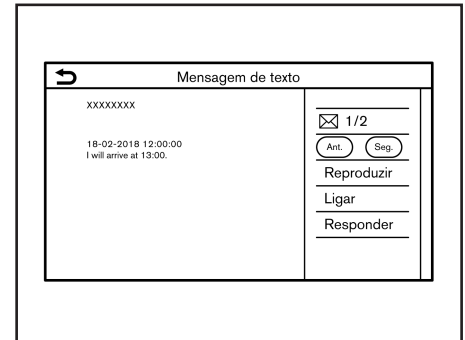 Mensagem de texto
XXXXXXXX
18-02-2018 12:00:00
I will arrive at 13:00.
1/2
Ant. Seg.
Reproduzir
Ligar
Responder